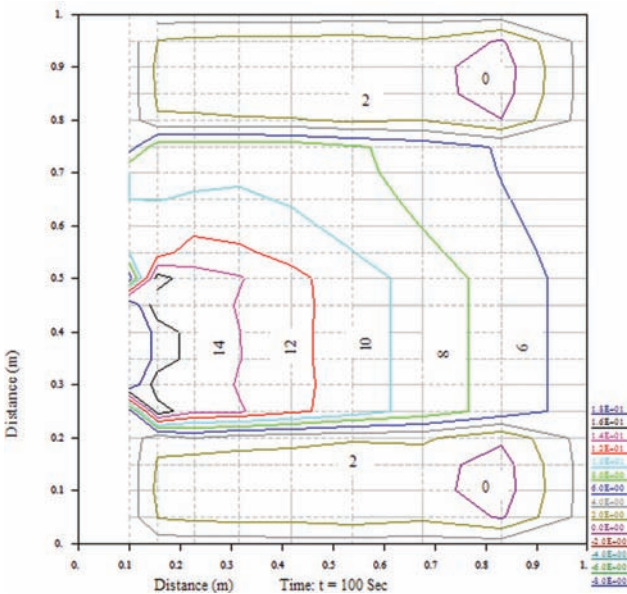 1.
0.9
0.8
0.7
0.6
0.5
0.4
0.3
0.2
0.1
0.
Distance (m)
0
2
14
12
10
8
6
2
0
1.8E+01
1.6E+01
1.4E+01
1.2E+01
1.0E+01
8.0E+00
6.0E+00
4.0E+00
2.0E+00
0.0E+00
-2.0E+00
-4.0E+00
-6.0E+00
-8.0E+00
0. 0.1 0.2 0.3 0.4 0.5 0.6 0.7 0.8 0.9 1.
Distance (m) Time: t = 100 Sec